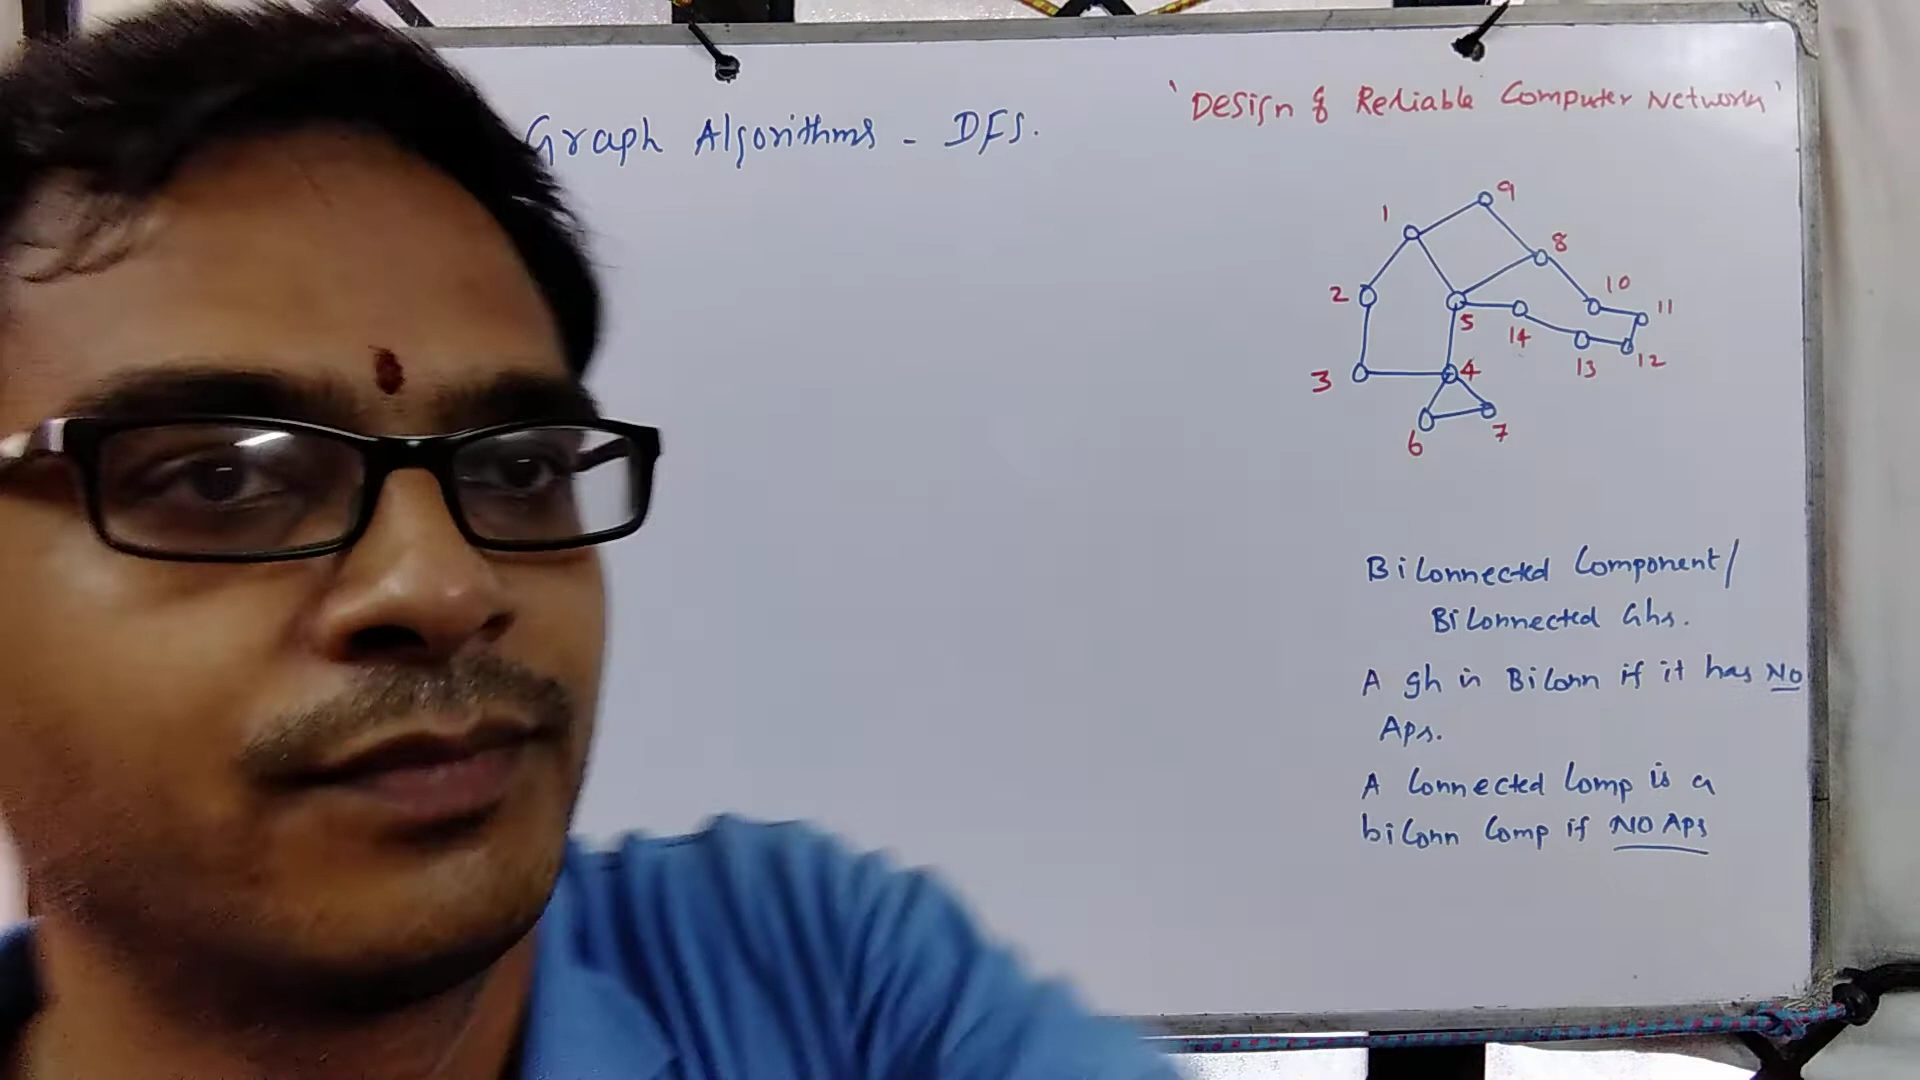 Graph Algorithms - DFS.
'Design of Reliable Computer Networks'
9
1
8
2
10
11
5
14
12
13
3
4
6
7
Biconnected Component/
Biconnected Ghs.
A gh is Biconn if it has NO
Aps.
A Connected Comp is a
biconn Comp if NO APs